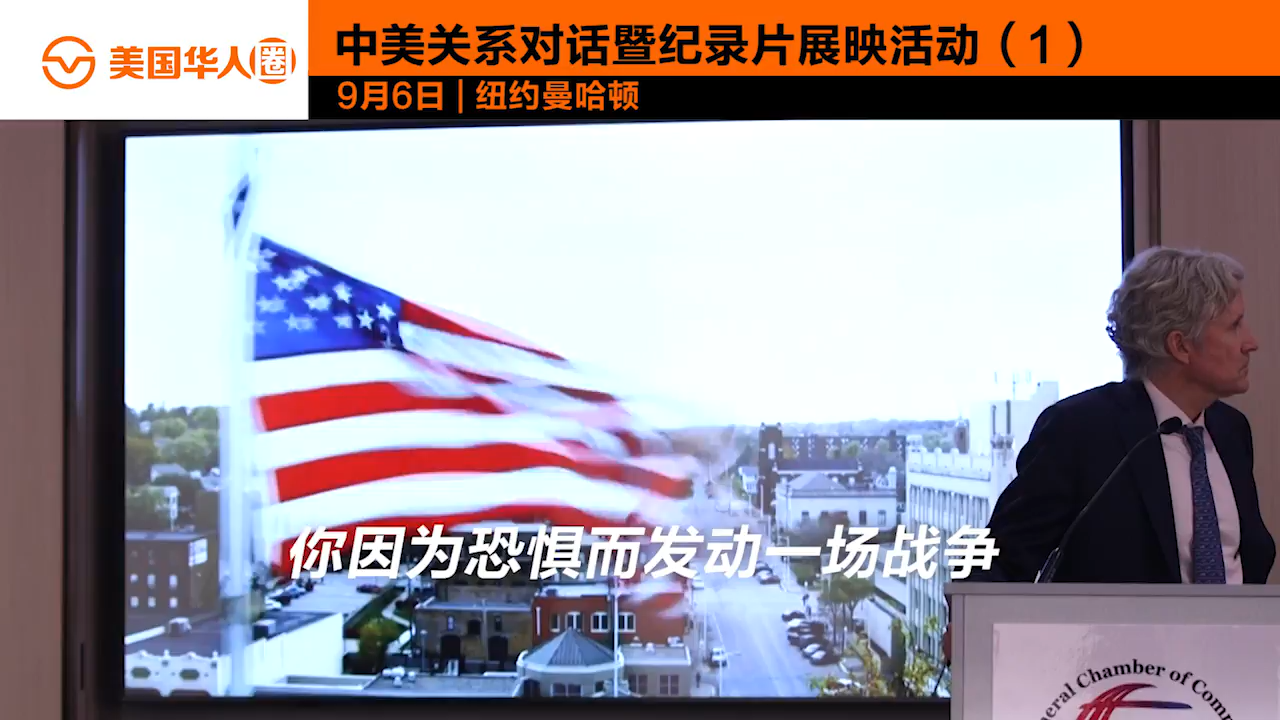 美国华人圈
中美关系对话暨纪录片展映活动（1）
9月6日 | 纽约曼哈顿
你因为恐惧而发动一场战争
eral Chamber of Com